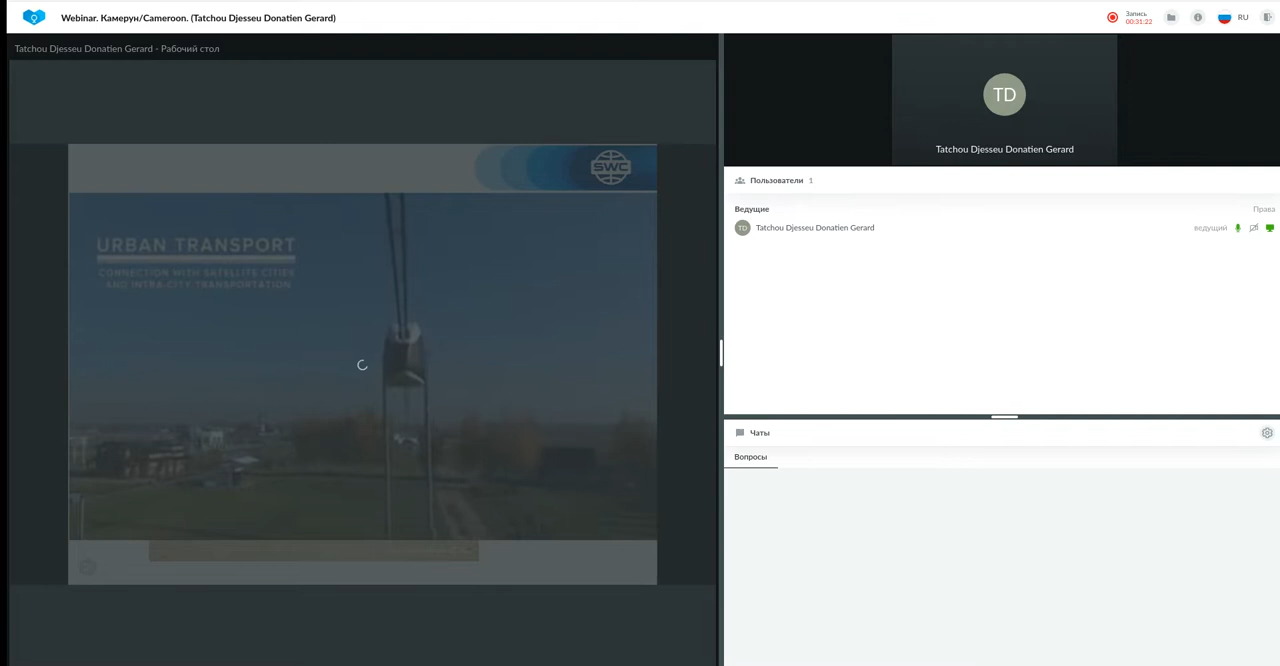 Webinar. Камерун/Cameroon. (Tatchou Djesseu Donatien Gerard)
Запись
00:31:22
RU
Tatchou Djesseu Donatien Gerard - Рабочий стол
SWC
URBAN TRANSPORT
CONNECTION WITH SATELLITE CITIES
AND INTRA-CITY TRANSPORTATION
TD
Tatchou Djesseu Donatien Gerard
Пользователи 1
Ведущие
Права
TD
Tatchou Djesseu Donatien Gerard
ведущий
Чаты
Вопросы